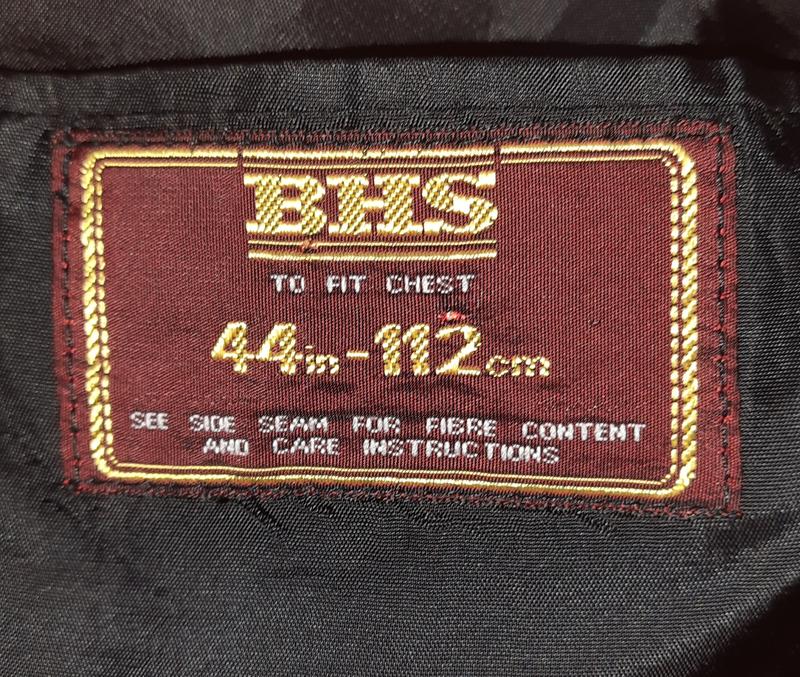 BHS
TO FIT CHEST
44in-112cm
SEE SIDE SEAM FOR FIBRE CONTENT
AND CARE INSTRUCTIONS